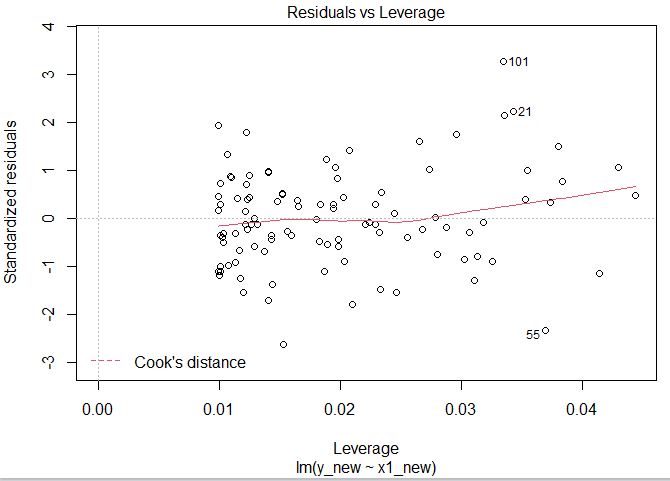 Residuals vs Leverage
Standardized residuals
4
3
2
1
0
-1
-2
-3
101
21
55
Cook's distance
0.00 0.01 0.02 0.03 0.04
Leverage
lm(y_new ~ x1_new)